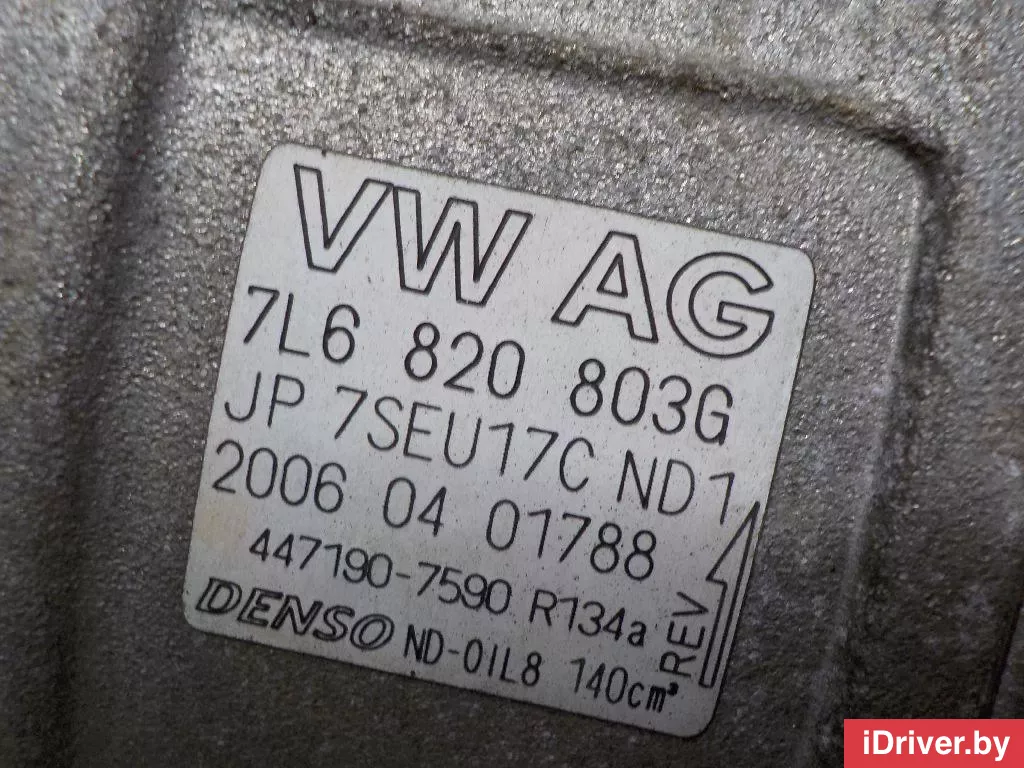 VW AG
7L6 820 803G
JP 7SEU17C ND1
2006 04 01788
447190-7590 R134a
DENSO ND-OIL8 140cm³
REV
iDriver.by